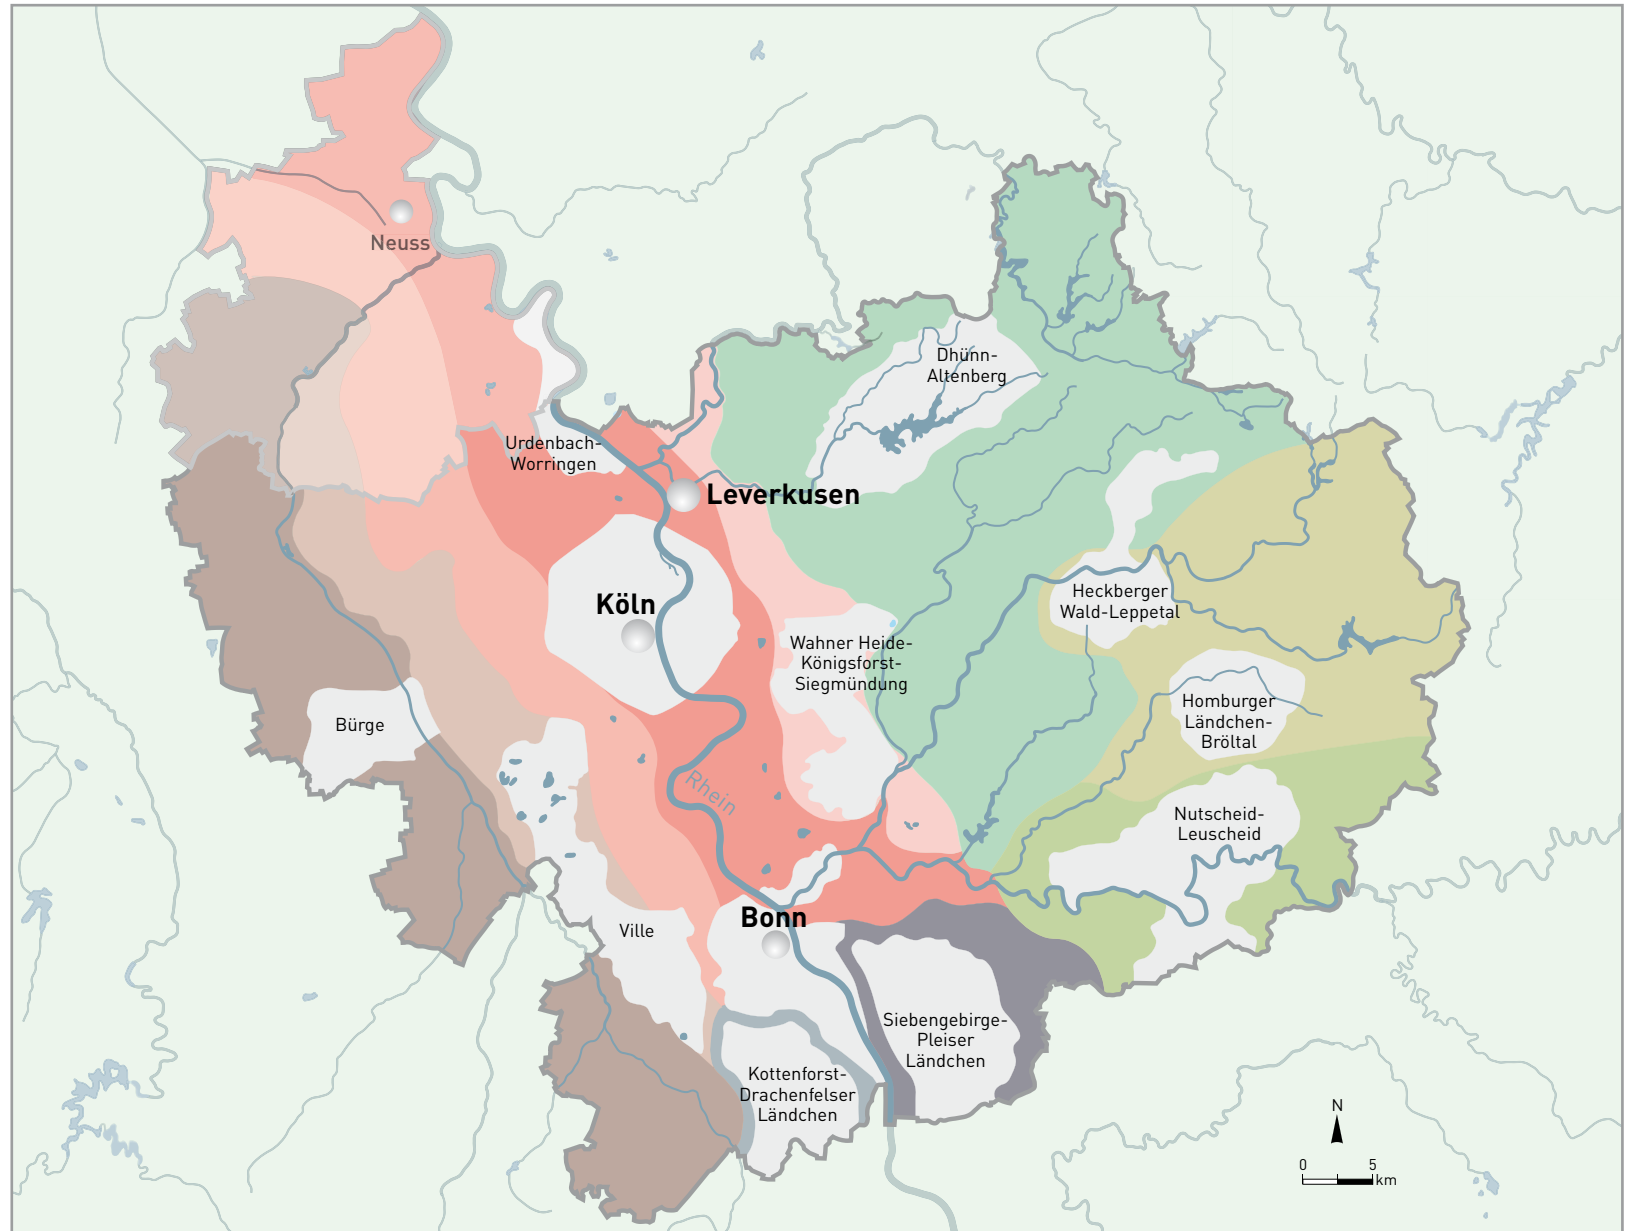 Neuss
Dhünn-
Altenberg
Urdenbach-
Worringen
Leverkusen
Köln
Heckberger
Wald-Leppetal
Wahner Heide-
Königsforst-
Siegmündung
Homburger
Ländchen-
Bröltal
Bürge
Rhein
Nutscheid-
Leuscheid
Ville
Bonn
Siebengebirge-
Pleiser
Ländchen
Kottenforst-
Drachenfelser
Ländchen
N
0 5
km